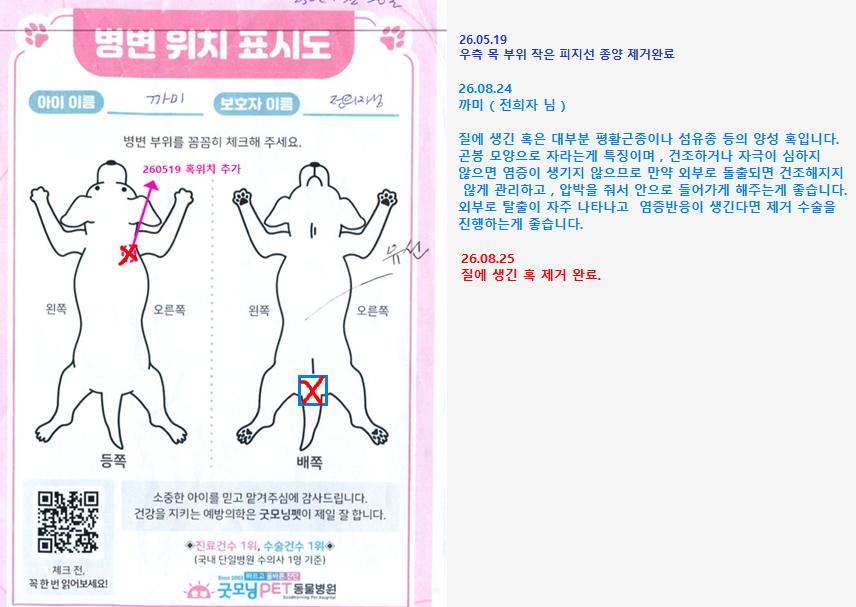 병변 위치 표시도
아이 이름 까미 보호자 이름
병변 부위를 꼼꼼히 체크해 주세요.
260519 혹위치 추가
유선
왼쪽 오른쪽 왼쪽 오른쪽
등쪽 배쪽
체크 전,
꼭 한 번 읽어보세요!
소중한 아이를 믿고 맡겨주심에 감사드립니다.
건강을 지키는 예방의학은 굿모닝펫이 제일 잘 합니다.
◈진료건수 1위, 수술건수 1위◈
(국내 단일병원 수의사 1명 기준)
Since 2003 빠르고 올바른 진단
굿모닝PET동물병원
Goodmorning Pet Hospital
26.05.19
우측 목 부위 작은 피지선 종양 제거완료
26.08.24
까미 ( 전희자 님 )
질에 생긴 혹은 대부분 평활근종이나 섬유종 등의 양성 혹입니다.
곤봉 모양으로 자라는게 특징이며 , 건조하거나 자극이 심하지
않으면 염증이 생기지 않으므로 만약 외부로 돌출되면 건조해지지
않게 관리하고 , 압박을 줘서 안으로 들어가게 해주는게 좋습니다.
외부로 탈출이 자주 나타나고 염증반응이 생긴다면 제거 수술을
진행하는게 좋습니다.
26.08.25
질에 생긴 혹 제거 완료.